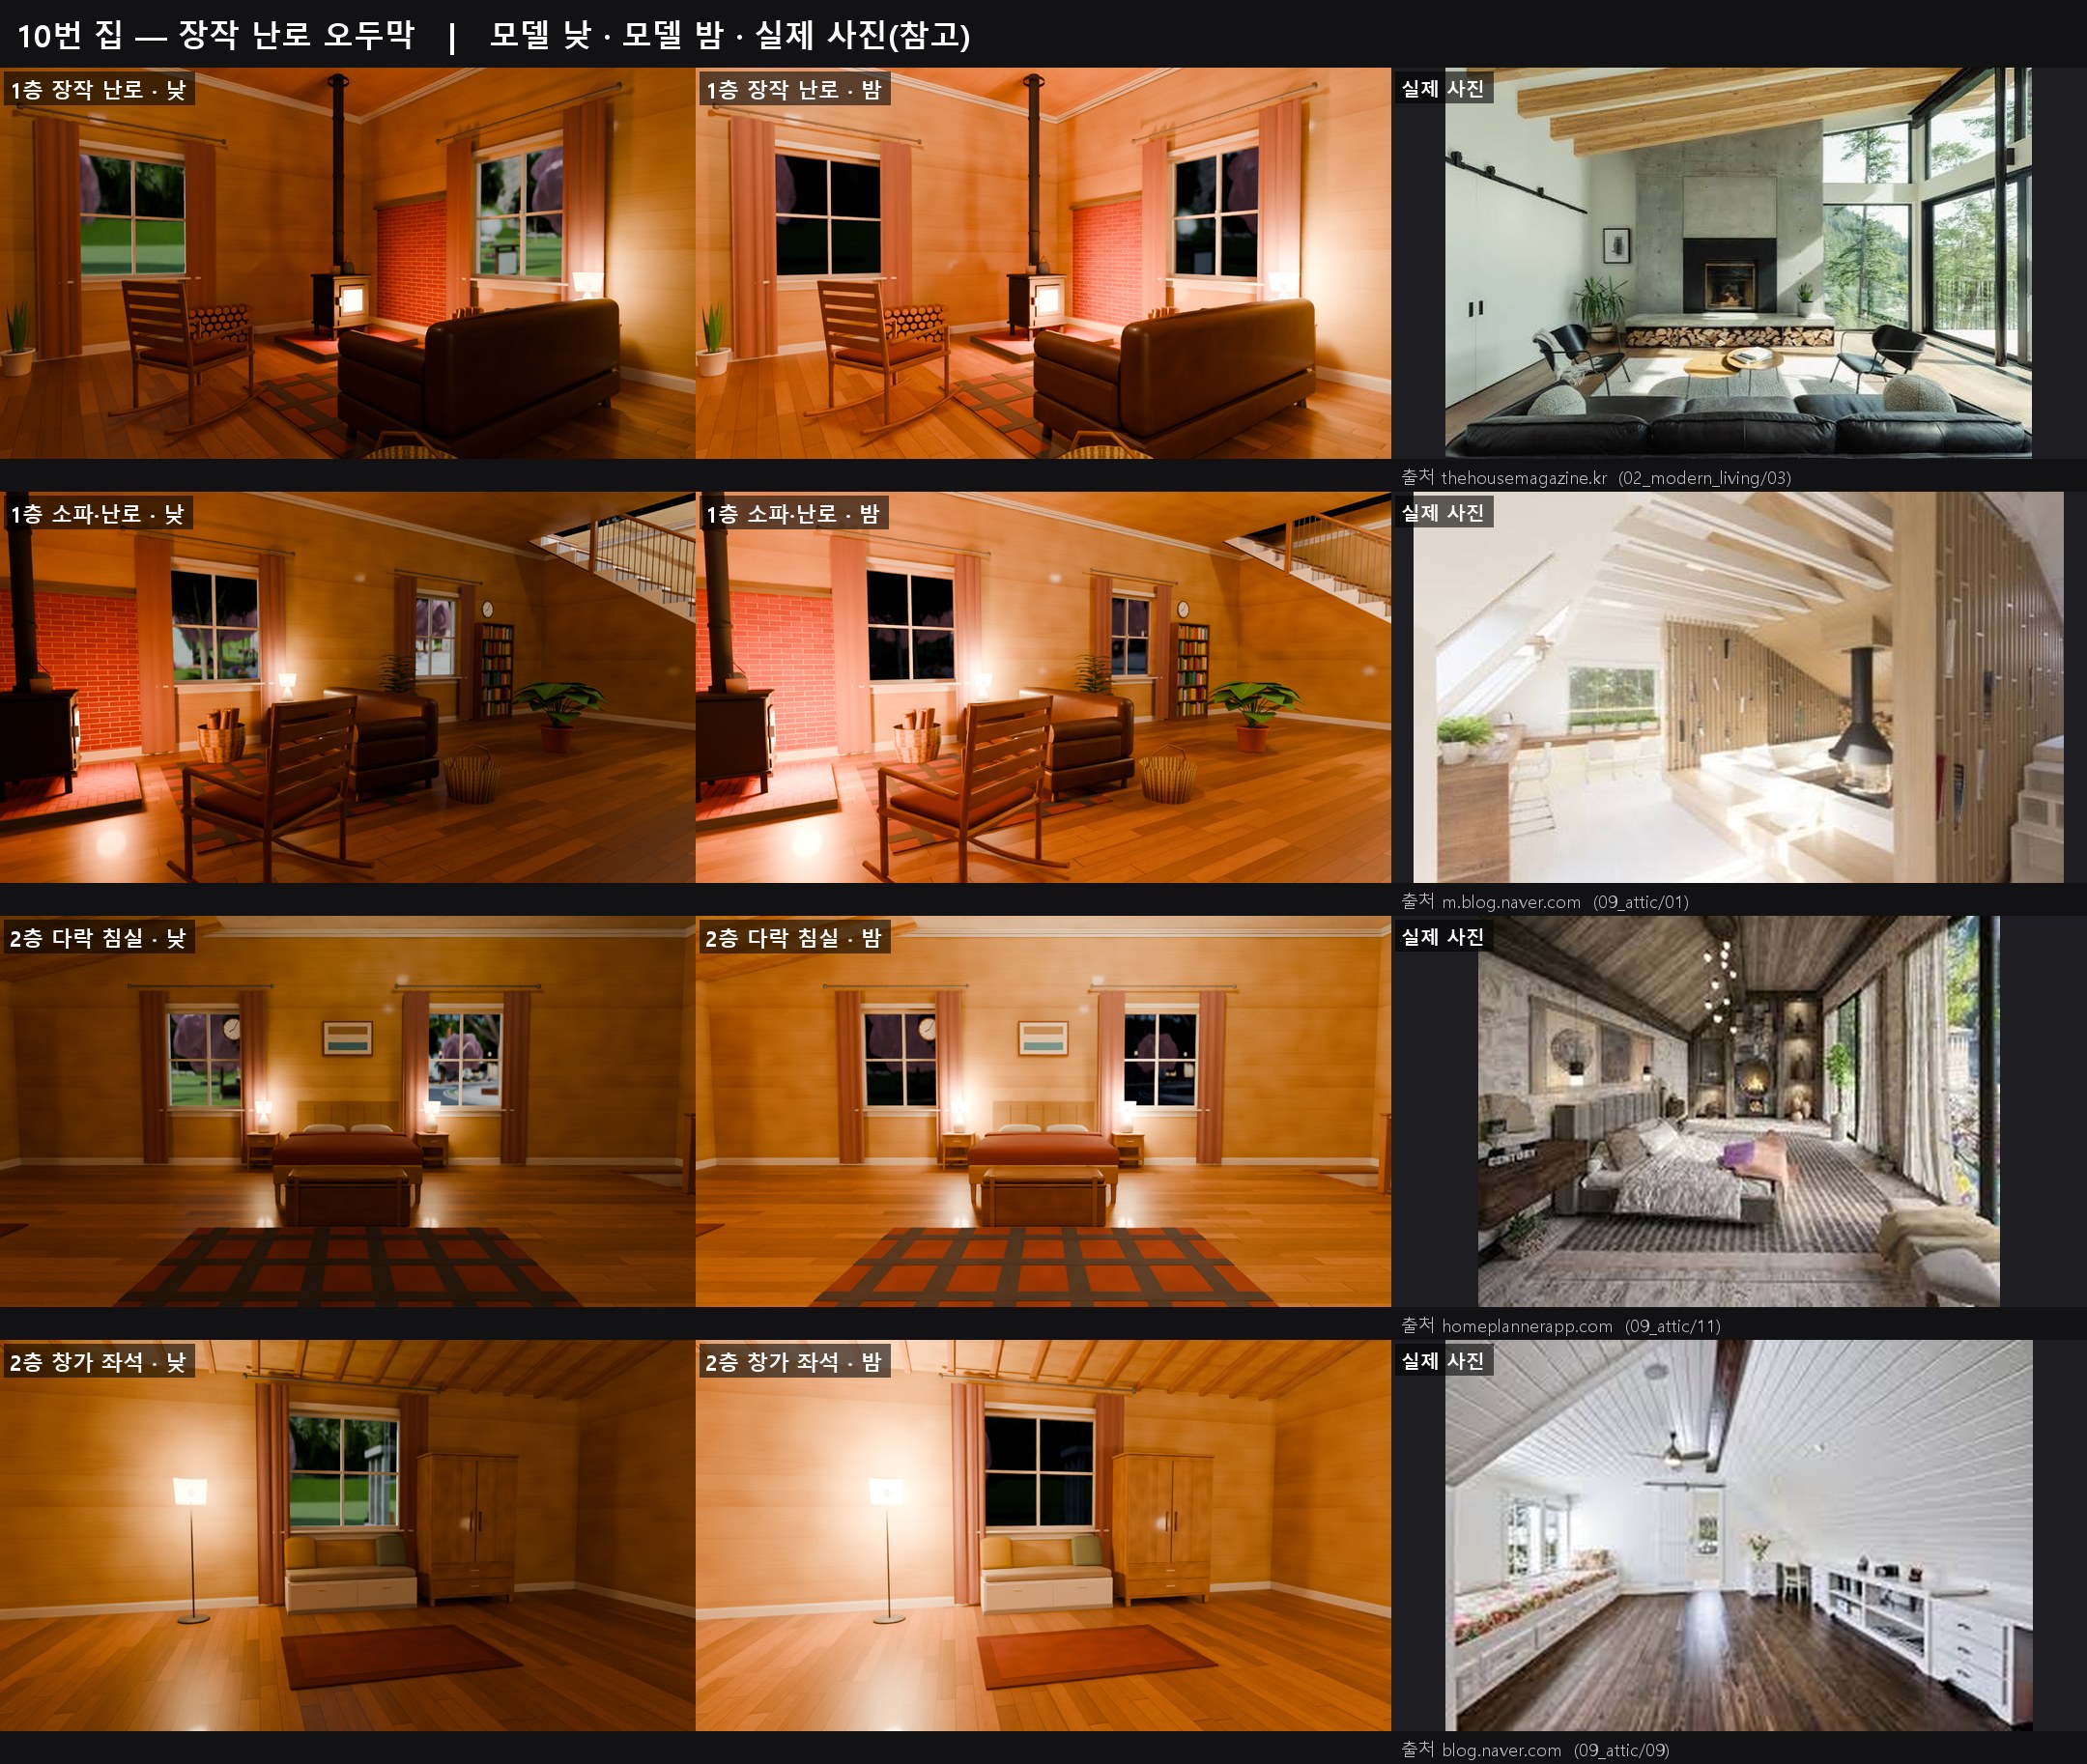 10번 집 — 장작 난로 오두막 | 모델 낮 · 모델 밤 · 실제 사진(참고)
1층 장작 난로 · 낮
1층 장작 난로 · 밤
실제 사진
출처 thehousemagazine.kr (02_modern_living/03)
1층 소파·난로 · 낮
1층 소파·난로 · 밤
실제 사진
출처 m.blog.naver.com (09_attic/01)
2층 다락 침실 · 낮
2층 다락 침실 · 밤
실제 사진
CENTURY
출처 homeplannerapp.com (09_attic/11)
2층 창가 좌석 · 낮
2층 창가 좌석 · 밤
실제 사진
출처 blog.naver.com (09_attic/09)